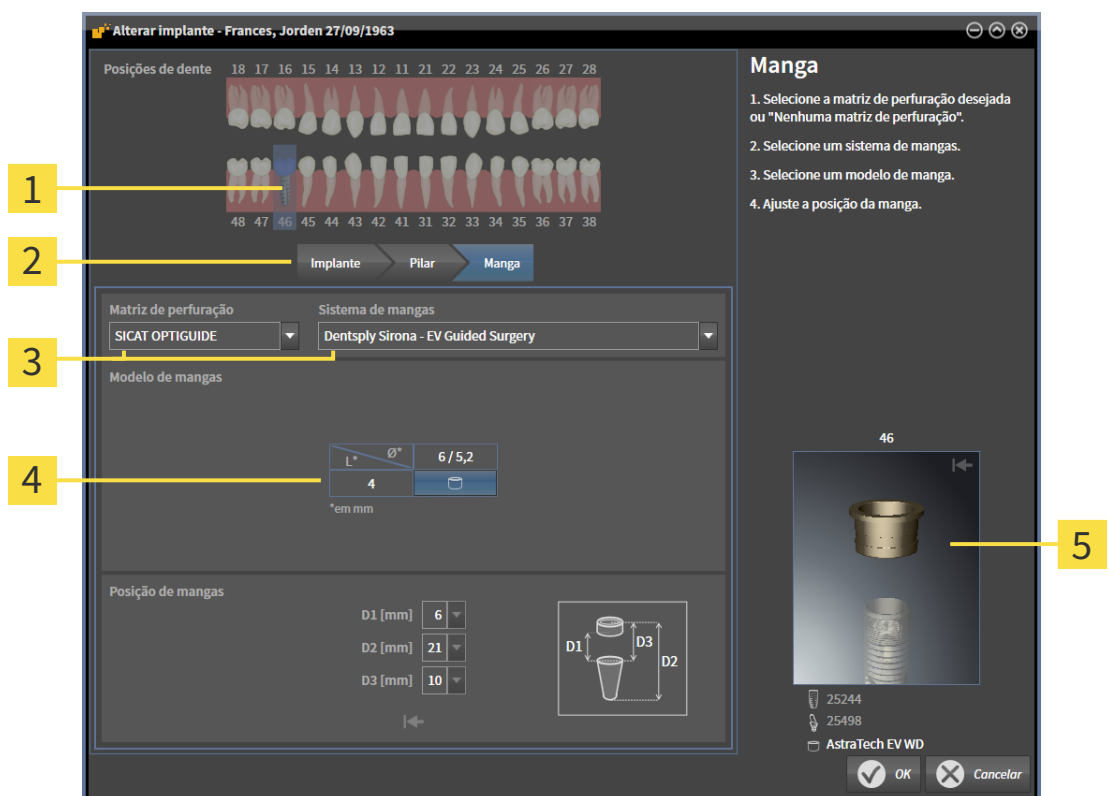 Alterar implante - Frances, Jorden 27/09/1963
Posições de dente
18 17 16 15 14 13 12 11 21 22 23 24 25 26 27 28
1
48 47 46 45 44 43 42 41 31 32 33 34 35 36 37 38
2
Implante Pilar Manga
Matriz de perfuração Sistema de mangas
SICAT OPTIGUIDE Dentsply Sirona - EV Guided Surgery
3
Modelo de mangas
L* Ø* 6 / 5,2
4
4
*em mm
Posição de mangas
D1 [mm] 6
D2 [mm] 21
D3 [mm] 10
D1 D3
D2
Manga
1. Selecione a matriz de perfuração desejada
ou "Nenhuma matriz de perfuração".
2. Selecione um sistema de mangas.
3. Selecione um modelo de manga.
4. Ajuste a posição da manga.
46
5
25244
25498
AstraTech EV WD
OK Cancelar